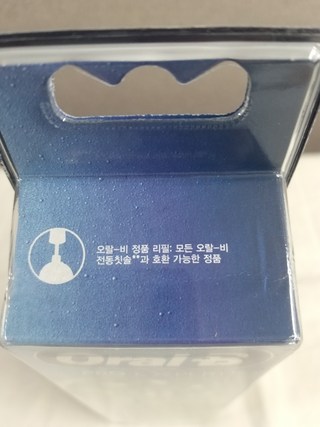 오랄-비 정품 리필: 모든 오랄-비
전동칫솔**과 호환 가능한 정품
Oral-B